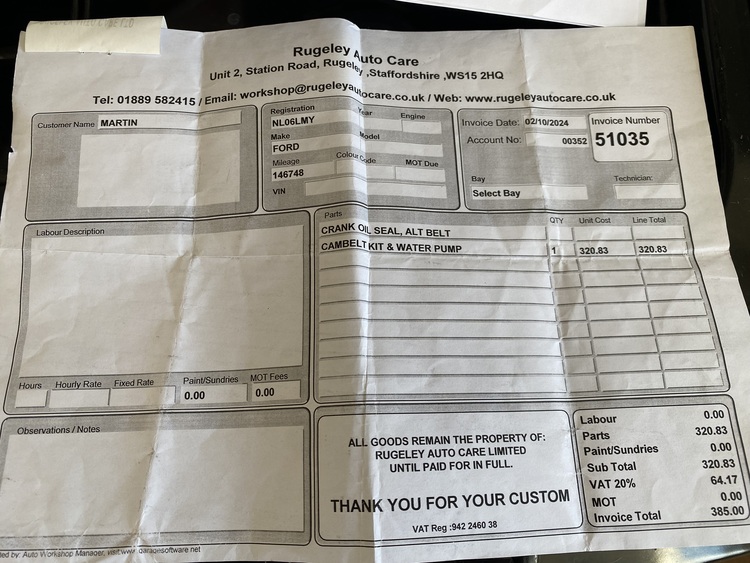 Rugeley Auto Care
Unit 2, Station Road, Rugeley ,Staffordshire ,WS15 2HQ
Tel: 01889 582415 / Email: workshop@rugeleyautocare.co.uk / Web: www.rugeleyautocare.co.uk
Customer Name MARTIN
Registration Year Engine
NL06LMY
Make Model
FORD
Mileage Colour Code MOT Due
146748
VIN
Invoice Date: 02/10/2024
Account No: 00352
Invoice Number
51035
Bay Technician:
Select Bay
Labour Description
Hours Hourly Rate Fixed Rate Paint/Sundries MOT Fees
0.00 0.00
Parts QTY Unit Cost Line Total
CRANK OIL SEAL, ALT BELT
CAMBELT KIT & WATER PUMP 1 320.83 320.83
Observations / Notes
ALL GOODS REMAIN THE PROPERTY OF:
RUGELEY AUTO CARE LIMITED
UNTIL PAID FOR IN FULL.
THANK YOU FOR YOUR CUSTOM
VAT Reg :942 2460 38
Labour 0.00
Parts 320.83
Paint/Sundries 0.00
Sub Total 320.83
VAT 20% 64.17
MOT 0.00
Invoice Total 385.00
by: Auto Workshop Manager, visit www.